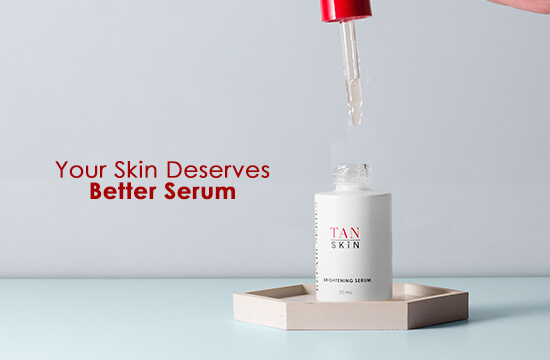 Your Skin Deserves
Better Serum
TAN
SKiN
BRIGHTENING SERUM